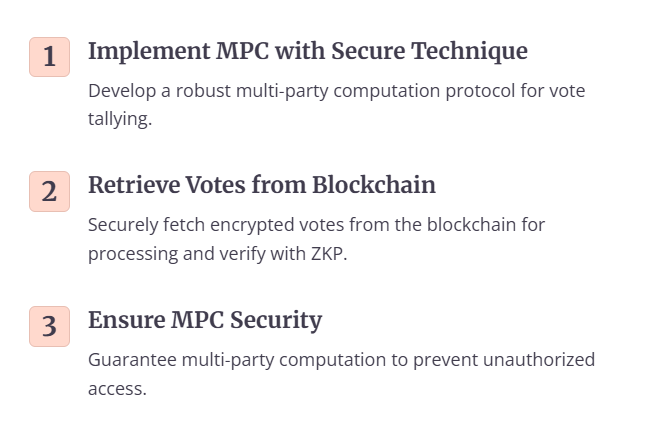 1
Implement MPC with Secure Technique
Develop a robust multi-party computation protocol for vote
tallying.
2
Retrieve Votes from Blockchain
Securely fetch encrypted votes from the blockchain for
processing and verify with ZKP.
3
Ensure MPC Security
Guarantee multi-party computation to prevent unauthorized
access.